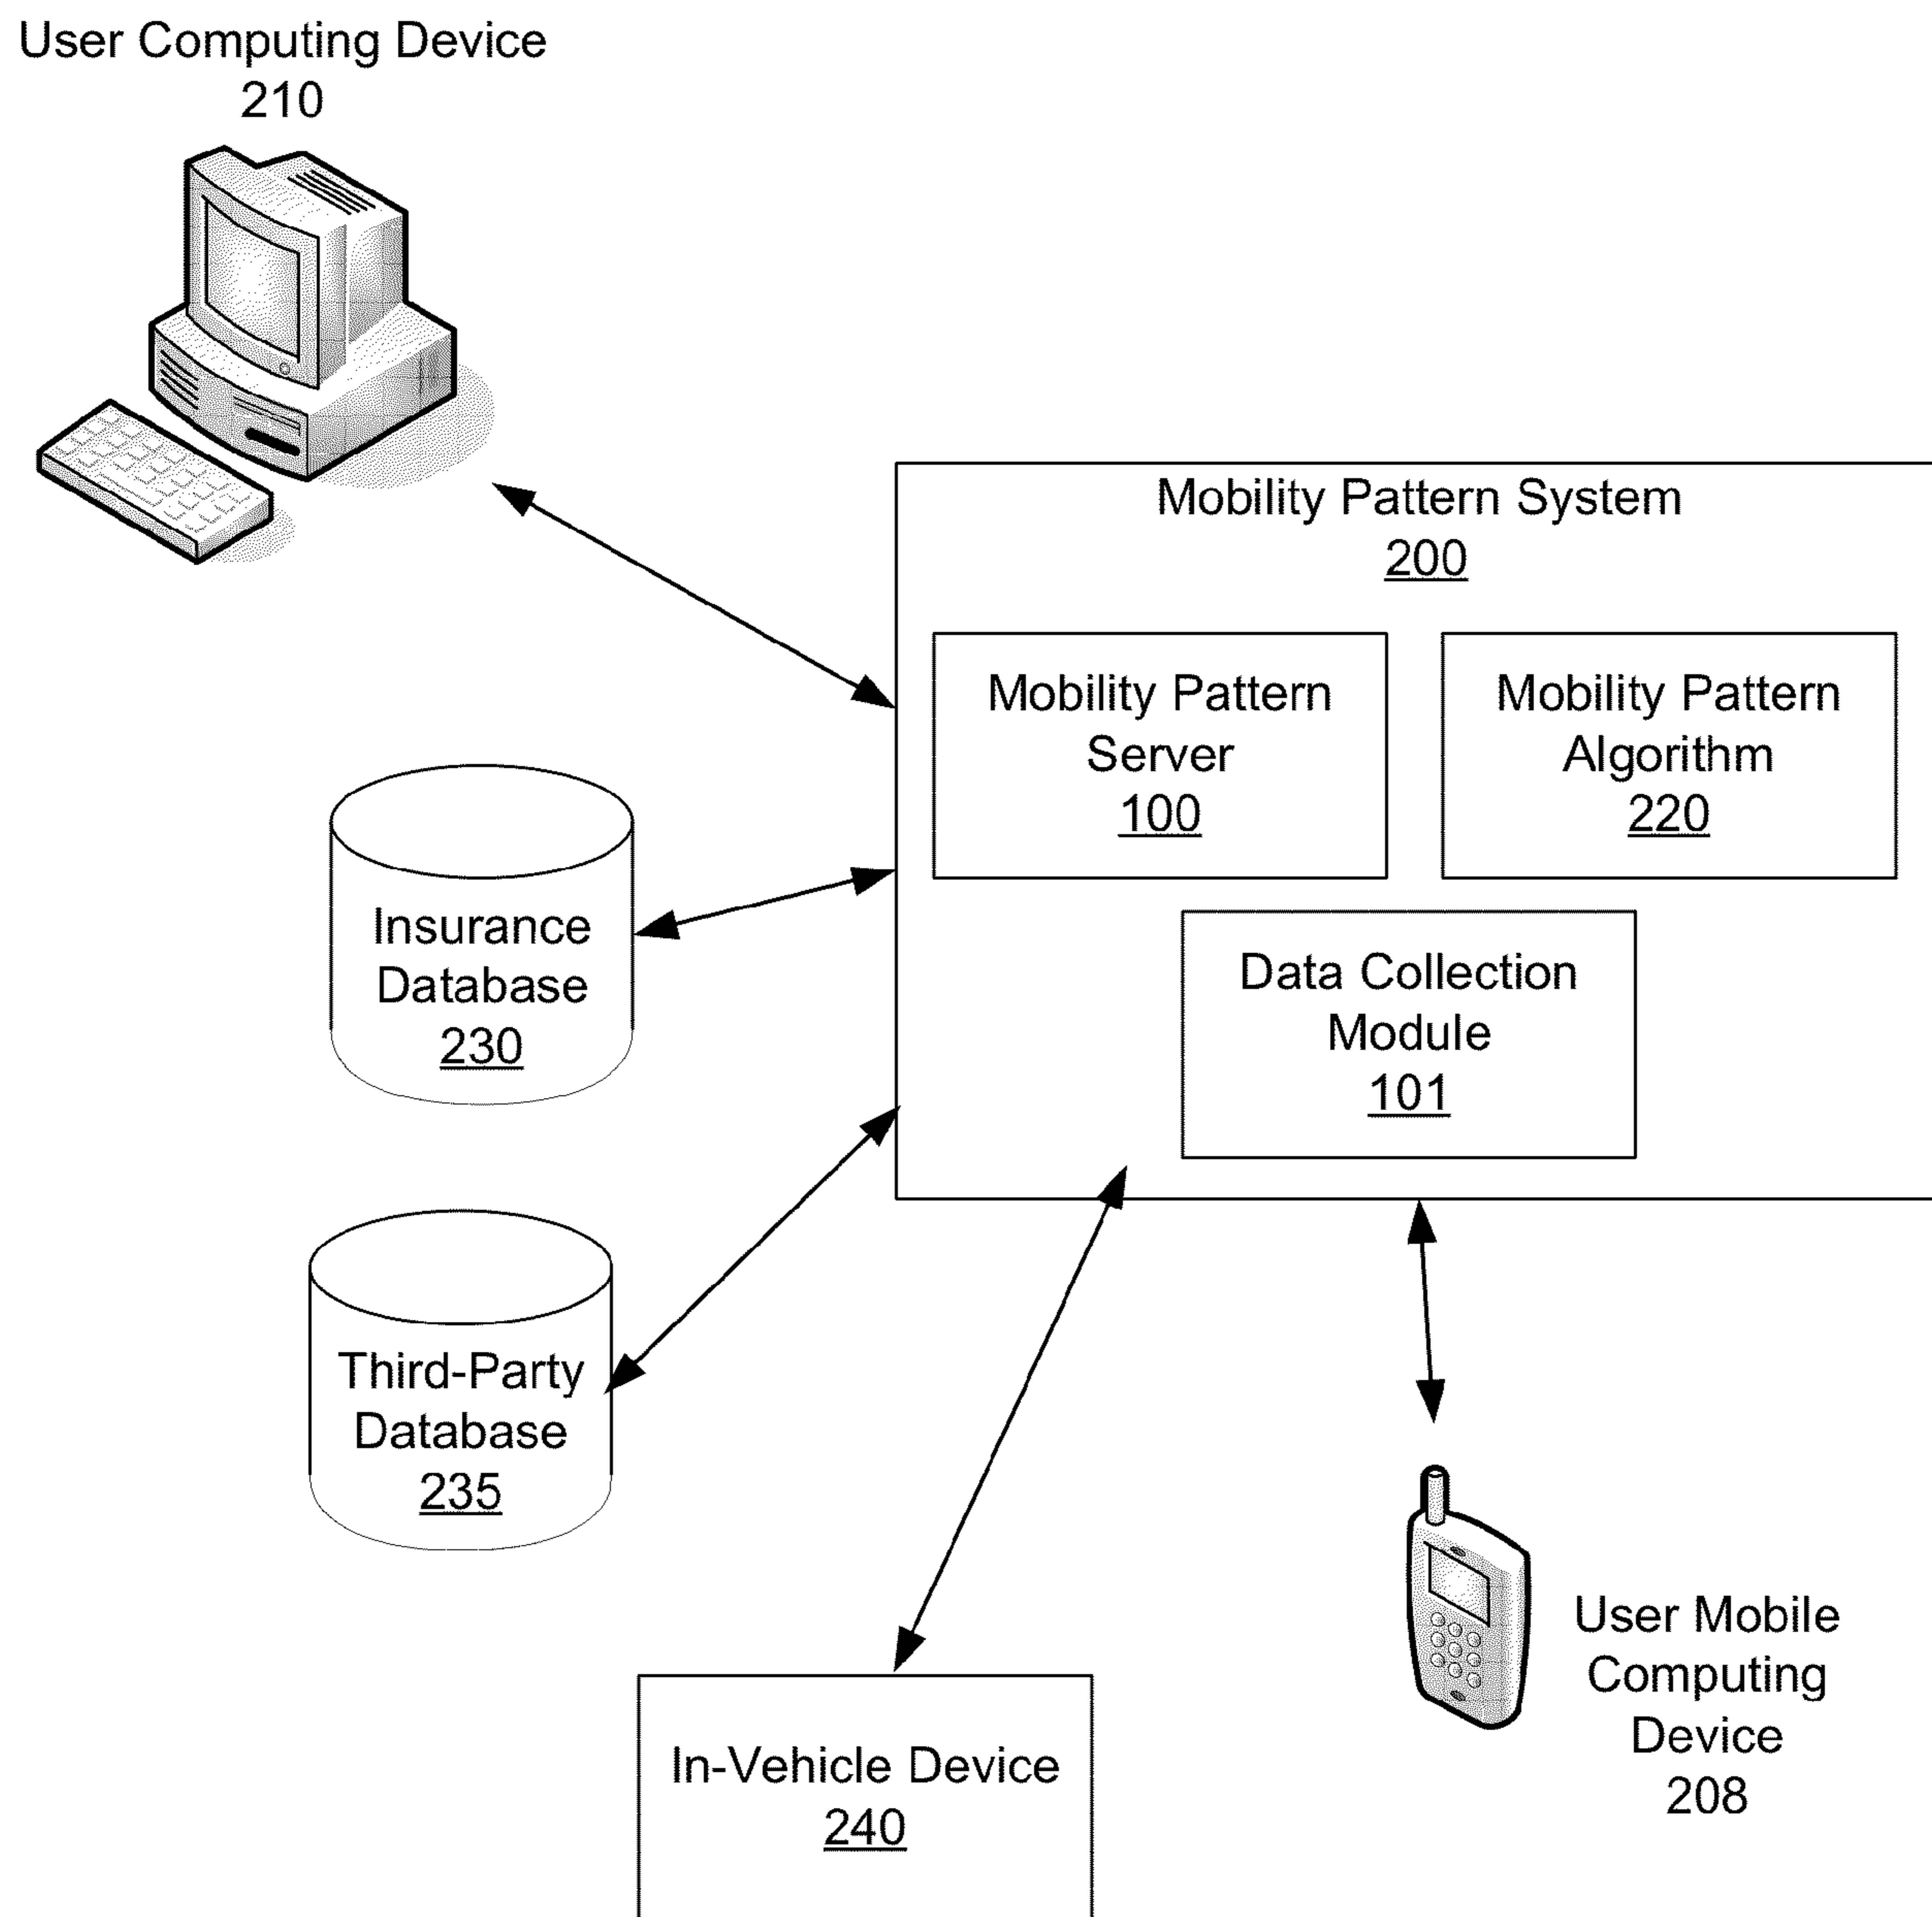 User Computing Device
210
Mobility Pattern System
200
Mobility Pattern
Server
100
Mobility Pattern
Algorithm
220
Data Collection
Module
101
Insurance
Database
230
Third-Party
Database
235
In-Vehicle Device
240
User Mobile
Computing
Device
208